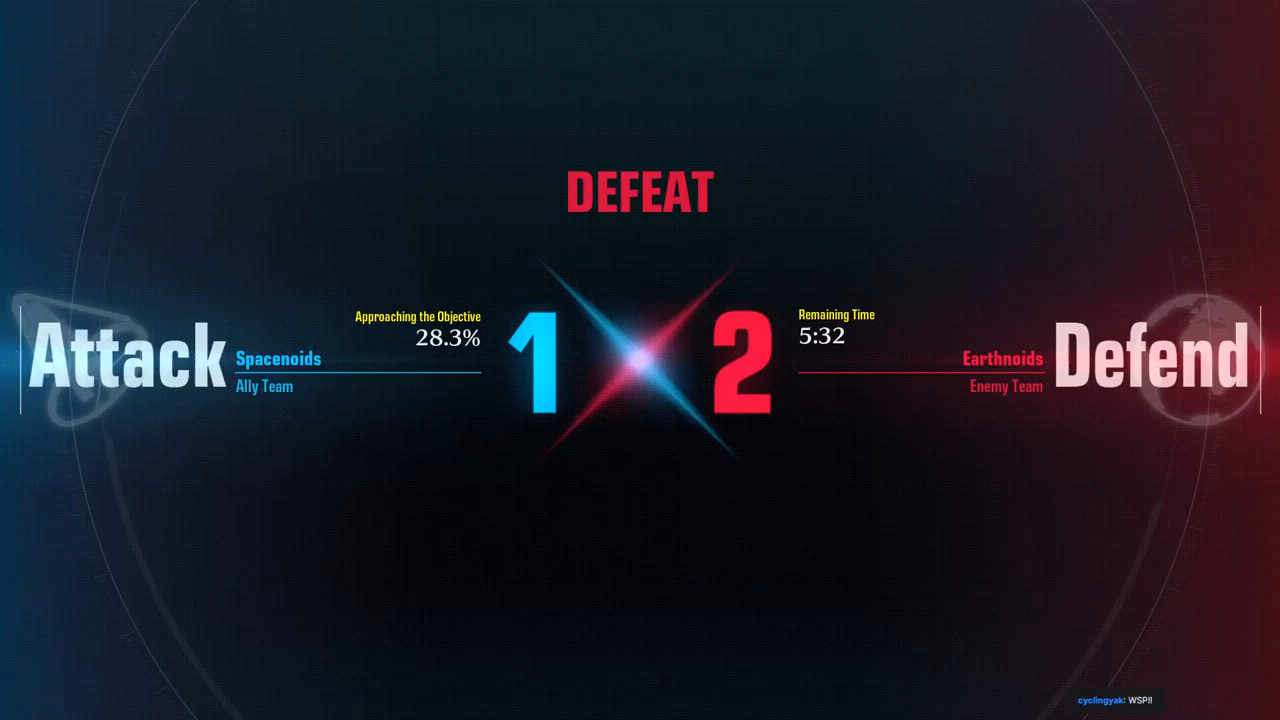 DEFEAT
Attack
Spacenoids
Ally Team
Approaching the Objective
28.3%
1
2
Remaining Time
5:32
Earthnoids
Enemy Team
Defend
cyclingyak: WSP!!